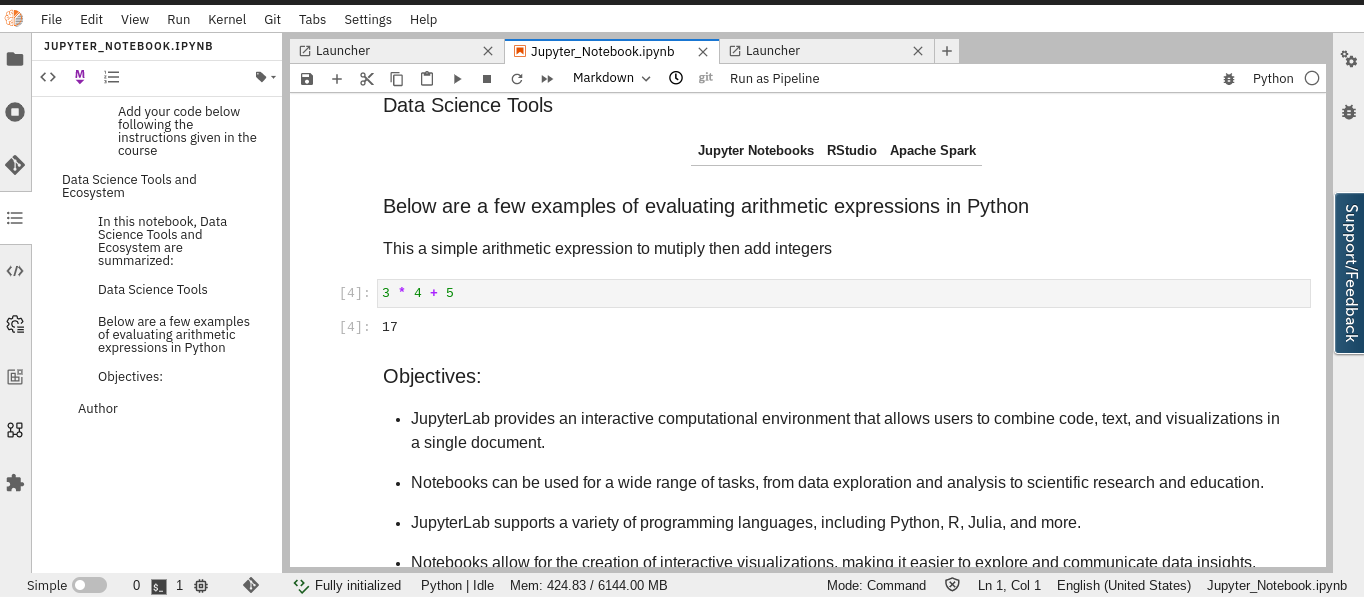 File Edit View Run Kernel Git Tabs Settings Help
JUPYTER_NOTEBOOK.IPYNB
Launcher
Jupyter_Notebook.ipynb
Launcher
M
Markdown
git
Run as Pipeline
Python
Add your code below
following the
instructions given in the
course
Data Science Tools and
Ecosystem
In this notebook, Data
Science Tools and
Ecosystem are
summarized:
Data Science Tools
Below are a few examples
of evaluating arithmetic
expressions in Python
Objectives:
Author
Data Science Tools
Jupyter Notebooks RStudio Apache Spark
Below are a few examples of evaluating arithmetic expressions in Python
This a simple arithmetic expression to mutiply then add integers
[4]: 3 * 4 + 5
[4]: 17
Objectives:
• JupyterLab provides an interactive computational environment that allows users to combine code, text, and visualizations in
a single document.
• Notebooks can be used for a wide range of tasks, from data exploration and analysis to scientific research and education.
• JupyterLab supports a variety of programming languages, including Python, R, Julia, and more.
• Notebooks allow for the creation of interactive visualizations, making it easier to explore and communicate data insights.
Support/Feedback
Simple 0 $_ 1 Fully initialized Python | Idle Mem: 424.83 / 6144.00 MB Mode: Command Ln 1, Col 1 English (United States) Jupyter_Notebook.ipynb